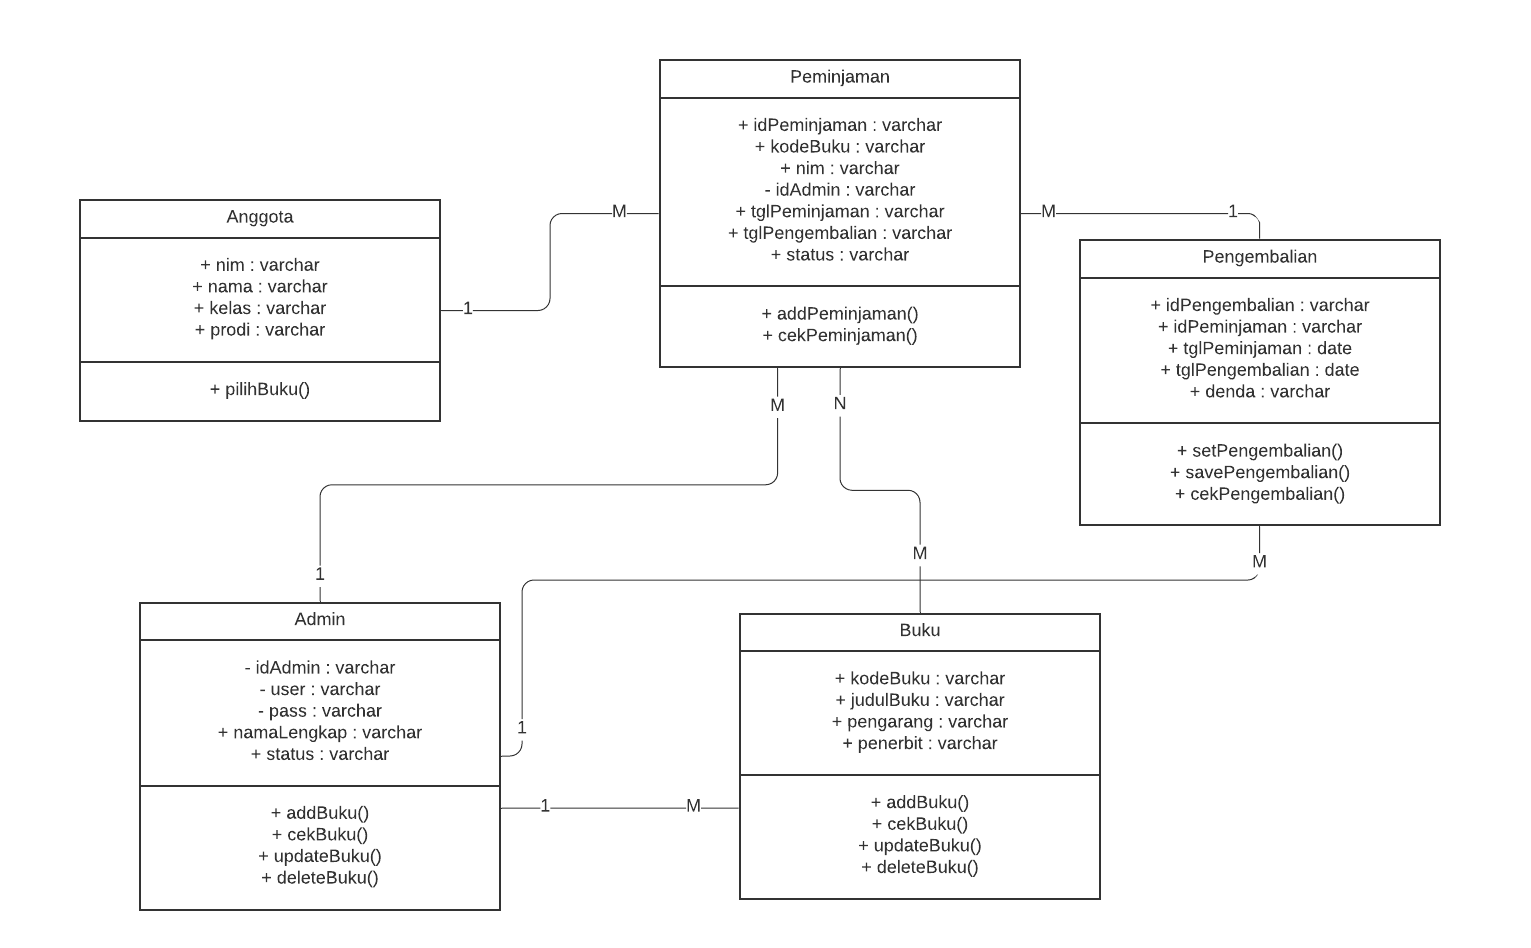 Peminjaman
+ idPeminjaman : varchar
+ kodeBuku : varchar
+ nim : varchar
- idAdmin : varchar
+ tglPeminjaman : varchar
+ tglPengembalian : varchar
+ status : varchar
+ addPeminjaman()
+ cekPeminjaman()
Anggota
+ nim : varchar
+ nama : varchar
+ kelas : varchar
+ prodi : varchar
+ pilihBuku()
1
M
M
1
Pengembalian
+ idPengembalian : varchar
+ idPeminjaman : varchar
+ tglPeminjaman : date
+ tglPengembalian : date
+ denda : varchar
+ setPengembalian()
+ savePengembalian()
+ cekPengembalian()
M
N
1
M
M
1
Admin
- idAdmin : varchar
- user : varchar
- pass : varchar
+ namaLengkap : varchar
+ status : varchar
+ addBuku()
+ cekBuku()
+ updateBuku()
+ deleteBuku()
1
M
Buku
+ kodeBuku : varchar
+ judulBuku : varchar
+ pengarang : varchar
+ penerbit : varchar
+ addBuku()
+ cekBuku()
+ updateBuku()
+ deleteBuku()